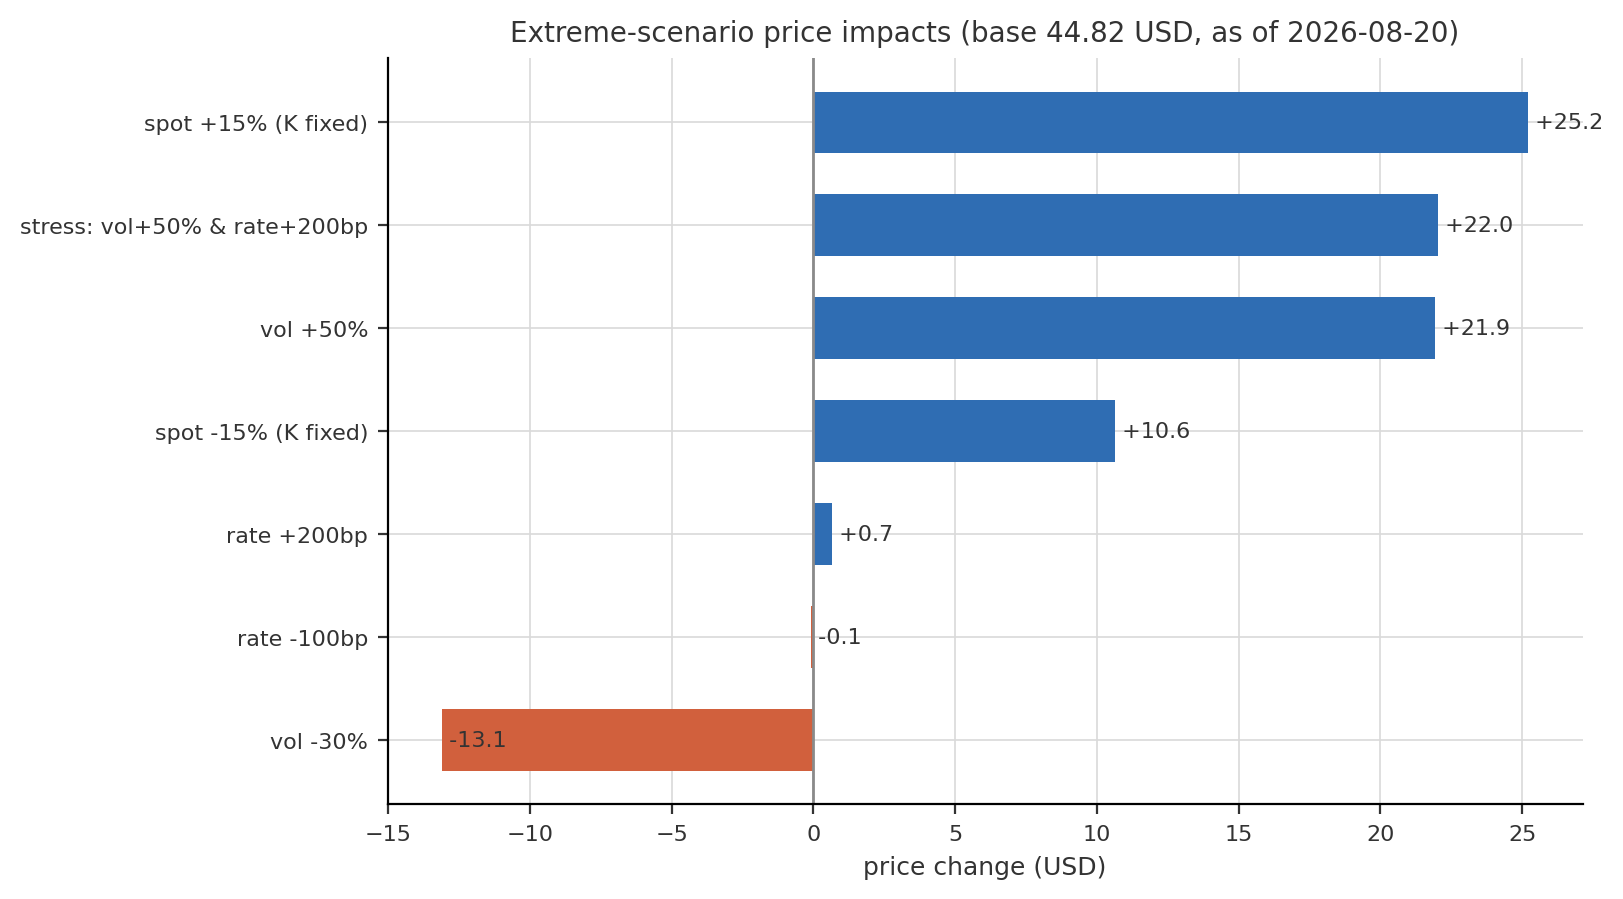 Extreme-scenario price impacts (base 44.82 USD, as of 2026-08-20)
spot +15% (K fixed)
+25.2
stress: vol+50% & rate+200bp
+22.0
vol +50%
+21.9
spot -15% (K fixed)
+10.6
rate +200bp
+0.7
rate -100bp
-0.1
vol -30%
-13.1
−15 −10 −5 0 5 10 15 20 25
price change (USD)